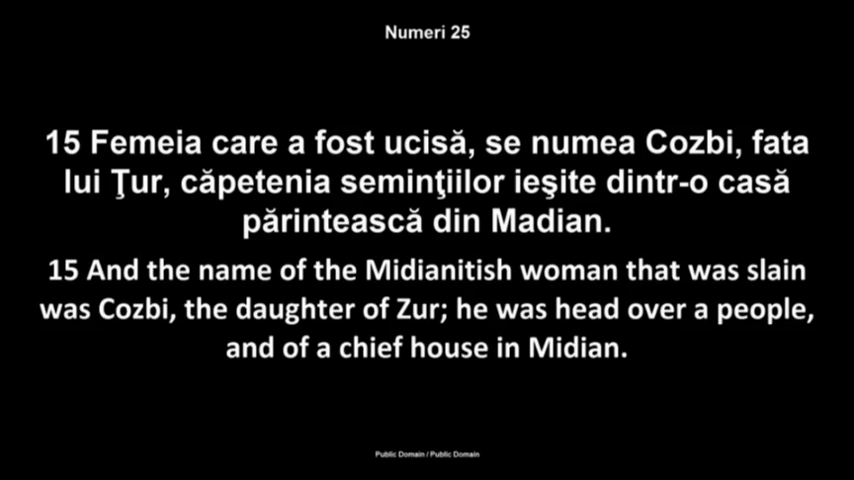 Numeri 25
15 Femeia care a fost ucisă, se numea Cozbi, fata
lui Ţur, căpetenia seminţiilor ieşite dintr-o casă
părintească din Madian.
15 And the name of the Midianitish woman that was slain
was Cozbi, the daughter of Zur; he was head over a people,
and of a chief house in Midian.
Public Domain / Public Domain